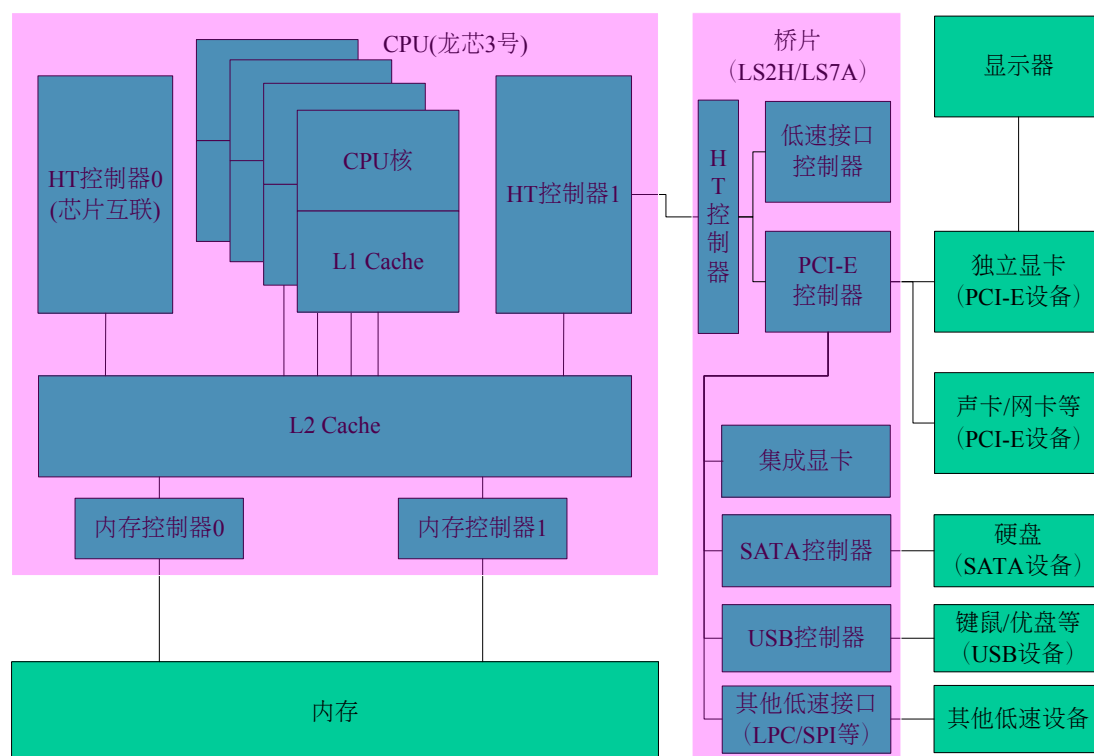 CPU(龙芯3号)
HT控制器0
(芯片互联)
CPU核
L1 Cache
HT控制器1
L2 Cache
内存控制器0
内存控制器1
内存
桥片
（LS2H/LS7A）
HT控制器
低速接口
控制器
PCI-E
控制器
集成显卡
SATA控制器
USB控制器
其他低速接口
（LPC/SPI等）
显示器
独立显卡
（PCI-E设备）
声卡/网卡等
（PCI-E设备）
硬盘
（SATA设备）
键鼠/优盘等
（USB设备）
其他低速设备